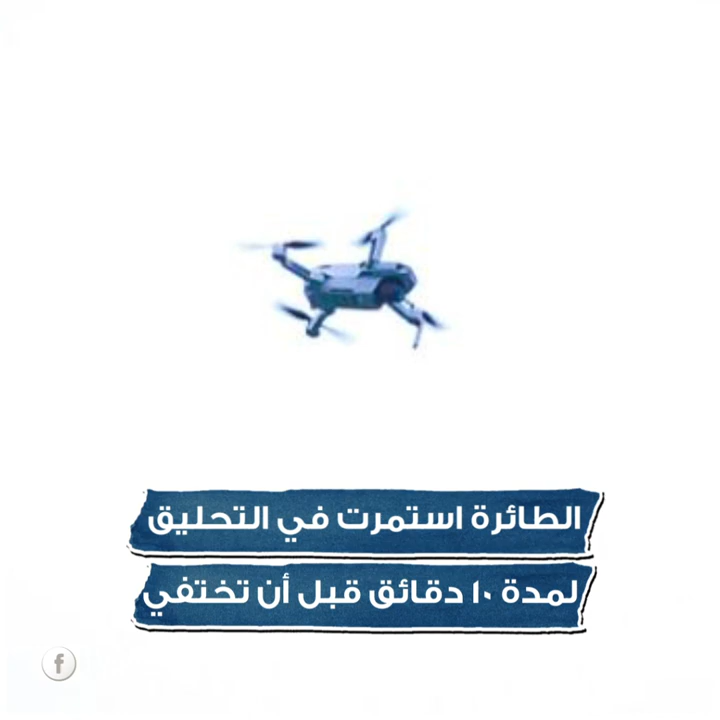 الطائرة استمرت في التحليق
لمدة ١٠ دقائق قبل أن تختفي
f